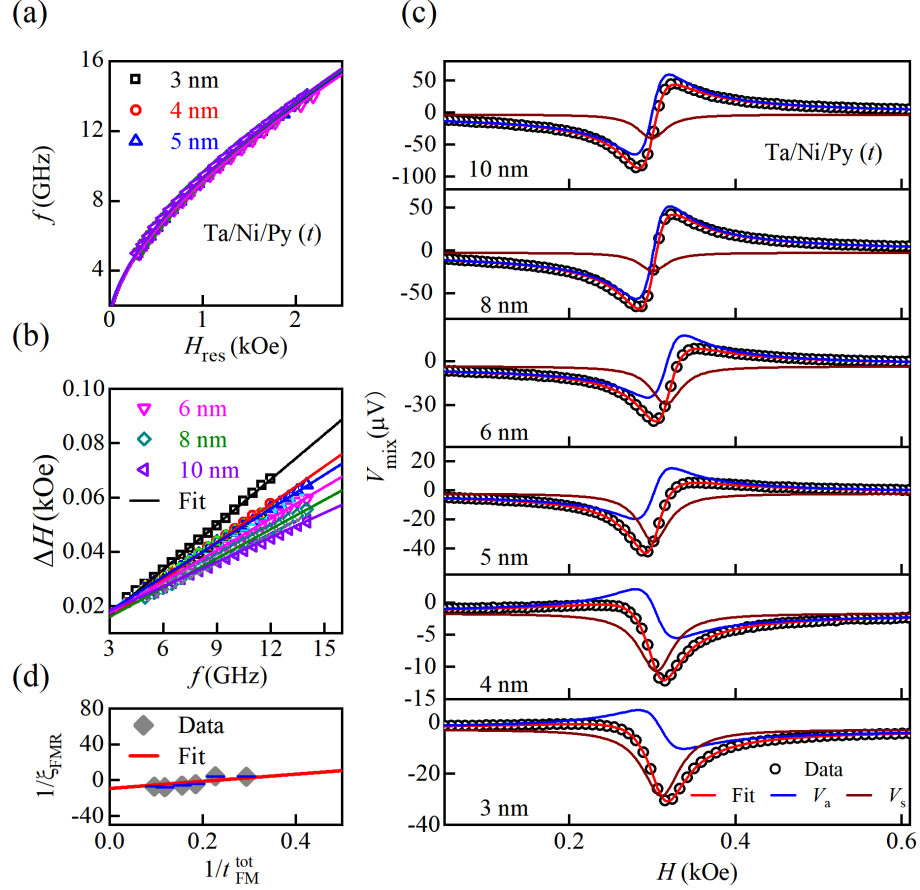 (a)
16
12
8
4
f (GHz)
3 nm
4 nm
5 nm
Ta/Ni/Py (t)
0 1 2
H_res (kOe)
(b)
0.10
0.08
0.06
0.04
0.02
ΔH (kOe)
6 nm
8 nm
10 nm
Fit
3 6 9 12 15
f (GHz)
(d)
80
40
0
-40
1/ξ_FMR
Data
Fit
0.0 0.2 0.4
1/t_FM^tot
(c)
50
0
-50
-100
10 nm
Ta/Ni/Py (t)
50
0
-50
8 nm
0
-30
6 nm
V_mix (μV)
20
0
-20
-40
5 nm
0
-5
-10
-15
4 nm
0
-20
-40
3 nm
Data
Fit V_a V_s
0.2 0.4 0.6
H (kOe)